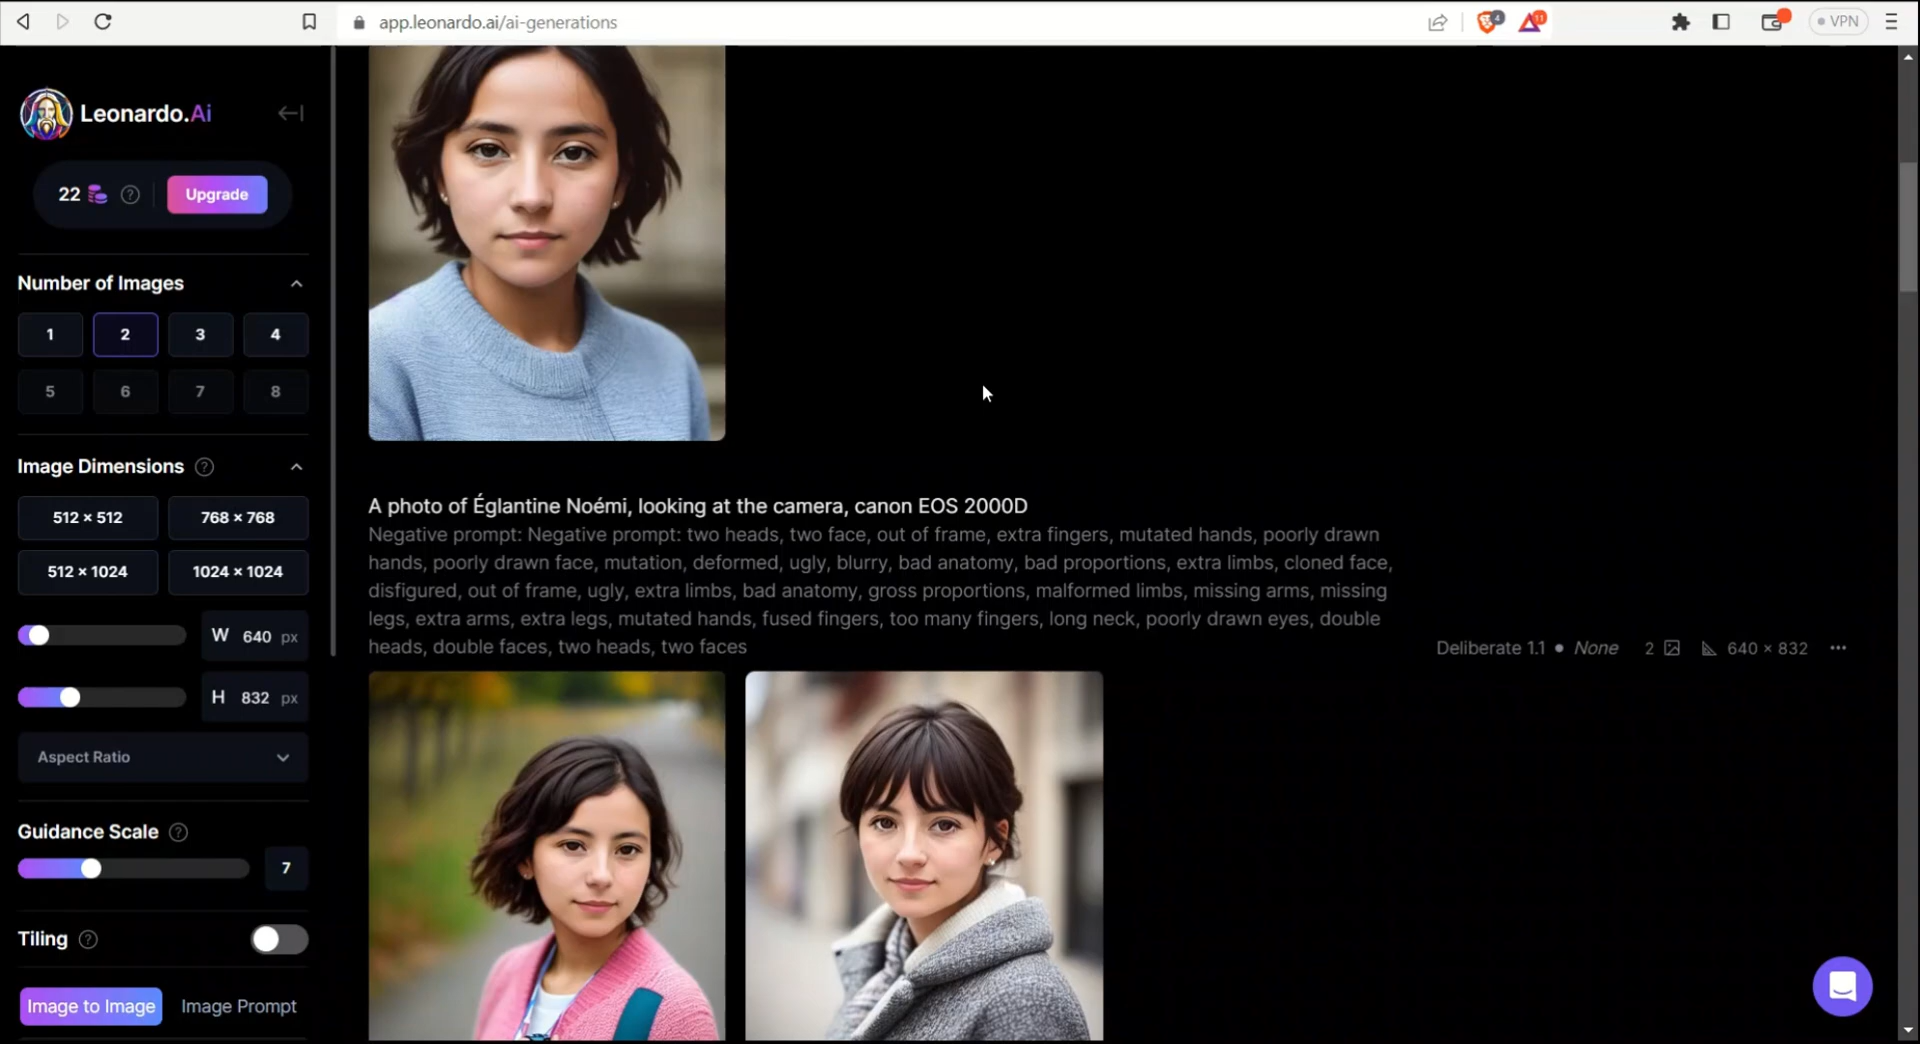 app.leonardo.ai/ai-generations
4
11
VPN
Leonardo.Ai
22
Upgrade
Number of Images
1 2 3 4
5 6 7 8
Image Dimensions
512 × 512 768 × 768
512 × 1024 1024 × 1024
W 640 px
H 832 px
Aspect Ratio
Guidance Scale
7
Tiling
Image to Image Image Prompt
A photo of Églantine Noémi, looking at the camera, canon EOS 2000D
Negative prompt: Negative prompt: two heads, two face, out of frame, extra fingers, mutated hands, poorly drawn
hands, poorly drawn face, mutation, deformed, ugly, blurry, bad anatomy, bad proportions, extra limbs, cloned face,
disfigured, out of frame, ugly, extra limbs, bad anatomy, gross proportions, malformed limbs, missing arms, missing
legs, extra arms, extra legs, mutated hands, fused fingers, too many fingers, long neck, poorly drawn eyes, double
heads, double faces, two heads, two faces
Deliberate 1.1 • None 2 640 × 832